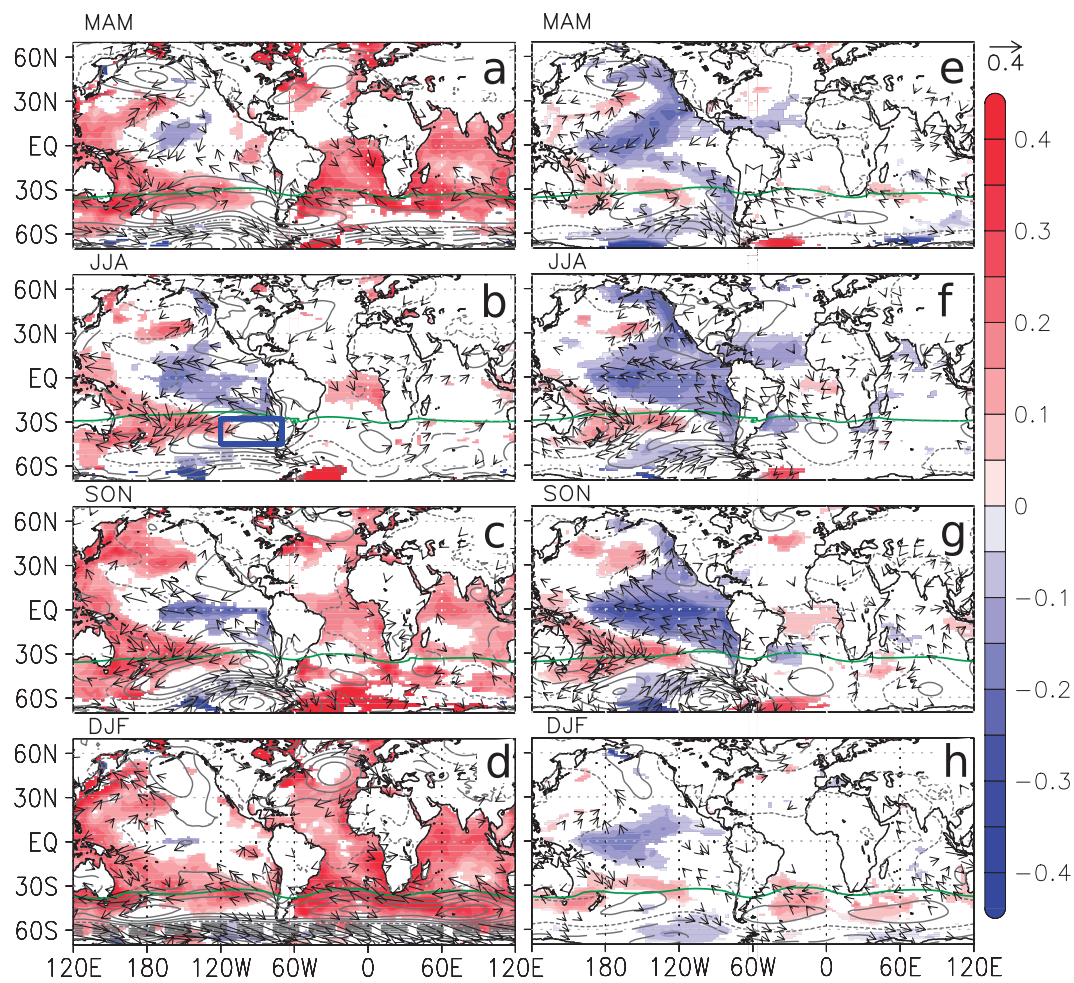 MAM MAM
60N a e 0.4
30N
EQ
30S
60S
0.4
0.3
0.2
0.1
0
−0.1
−0.2
−0.3
−0.4
JJA JJA
60N b f
30N
EQ
30S
60S
SON SON
60N c g
30N
EQ
30S
60S
DJF DJF
60N d h
30N
EQ
30S
60S
120E 180 120W 60W 0 60E 120E 180 120W 60W 0 60E 120E